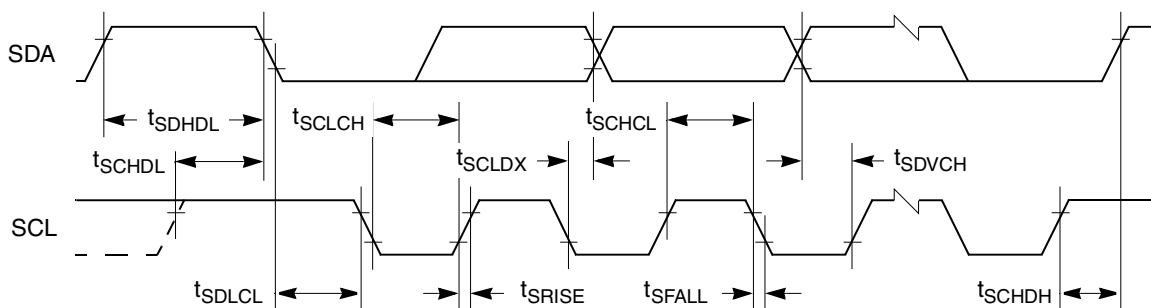 SDA
tSDHDL
tSCLCH
tSCHCL
tSCHDL
tSCLDX
tSDVCH
SCL
tSDLCL
tSRISE
tSFALL
tSCHDH